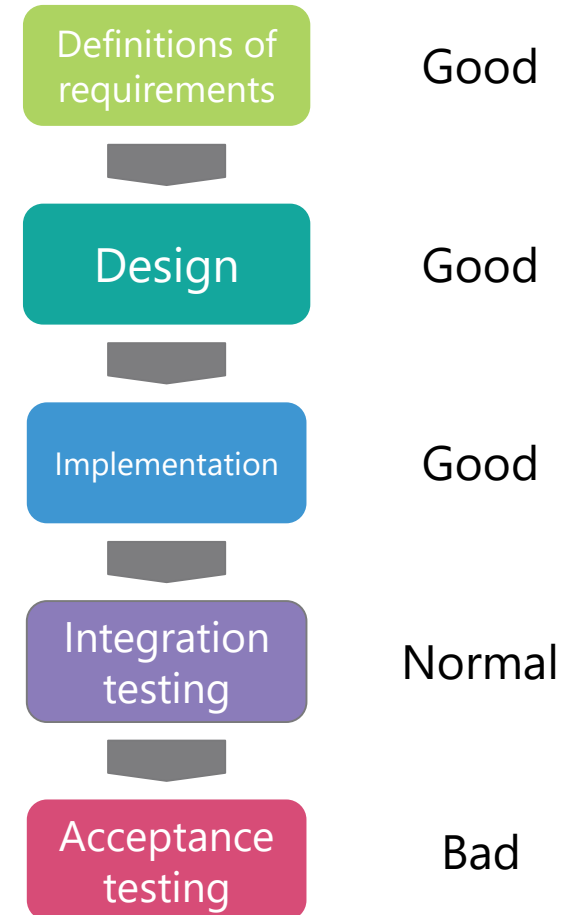 Definitions of
requirements
Good
Design
Good
Implementation
Good
Integration
testing
Normal
Acceptance
testing
Bad